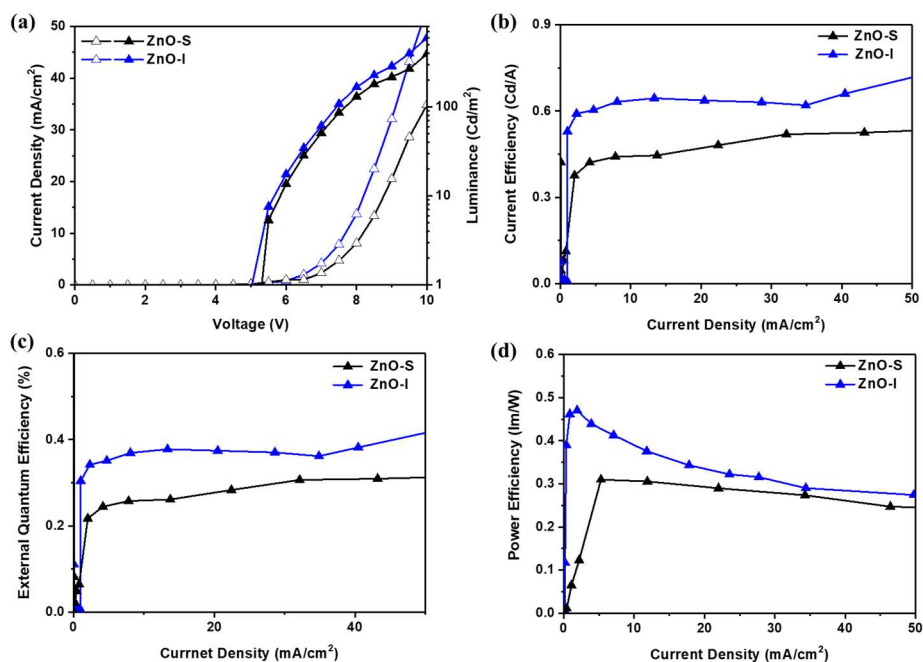 (a)
50
40
30
20
10
0
Current Density (mA/cm²)
ZnO-S
ZnO-I
100
10
1
Luminance (Cd/m²)
0 2 4 6 8 10
Voltage (V)
(b)
0.9
0.6
0.3
0.0
Current Efficiency (Cd/A)
ZnO-S
ZnO-I
0 10 20 30 40 50
Current Density (mA/cm²)
(c)
0.6
0.4
0.2
0.0
External Quantum Efficiency (%)
ZnO-S
ZnO-I
0 20 40
Currnet Density (mA/cm²)
(d)
0.6
0.5
0.4
0.3
0.2
0.1
0.0
Power Efficiency (lm/W)
ZnO-S
ZnO-I
0 10 20 30 40 50
Current Density (mA/cm²)